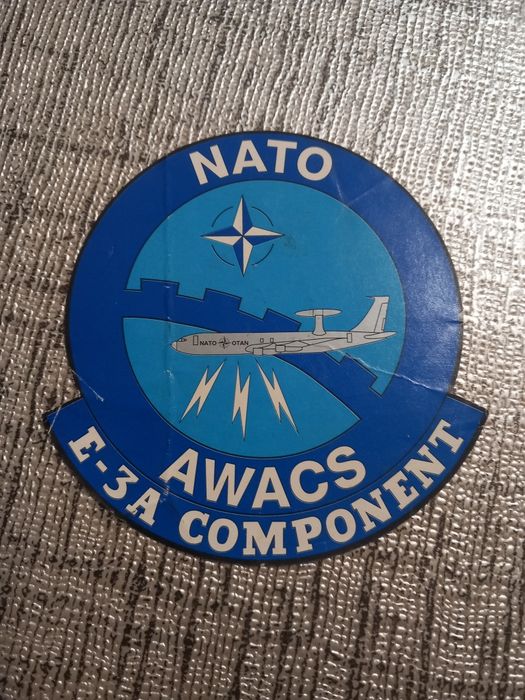 NATO
NATO OTAN
AWACS
E-3A COMPONENT